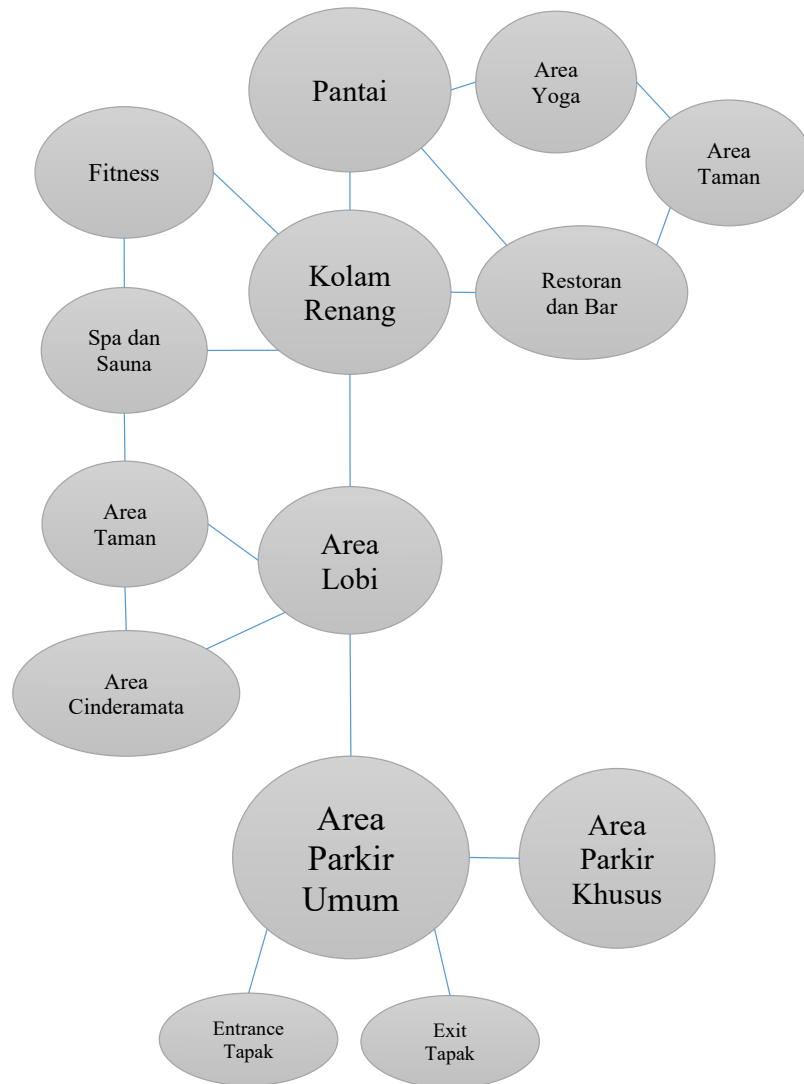 Pantai
Area
Yoga
Area
Taman
Fitness
Kolam
Renang
Restoran
dan Bar
Spa dan
Sauna
Area
Taman
Area
Lobi
Area
Cinderamata
Area
Parkir
Umum
Area
Parkir
Khusus
Entrance
Tapak
Exit
Tapak